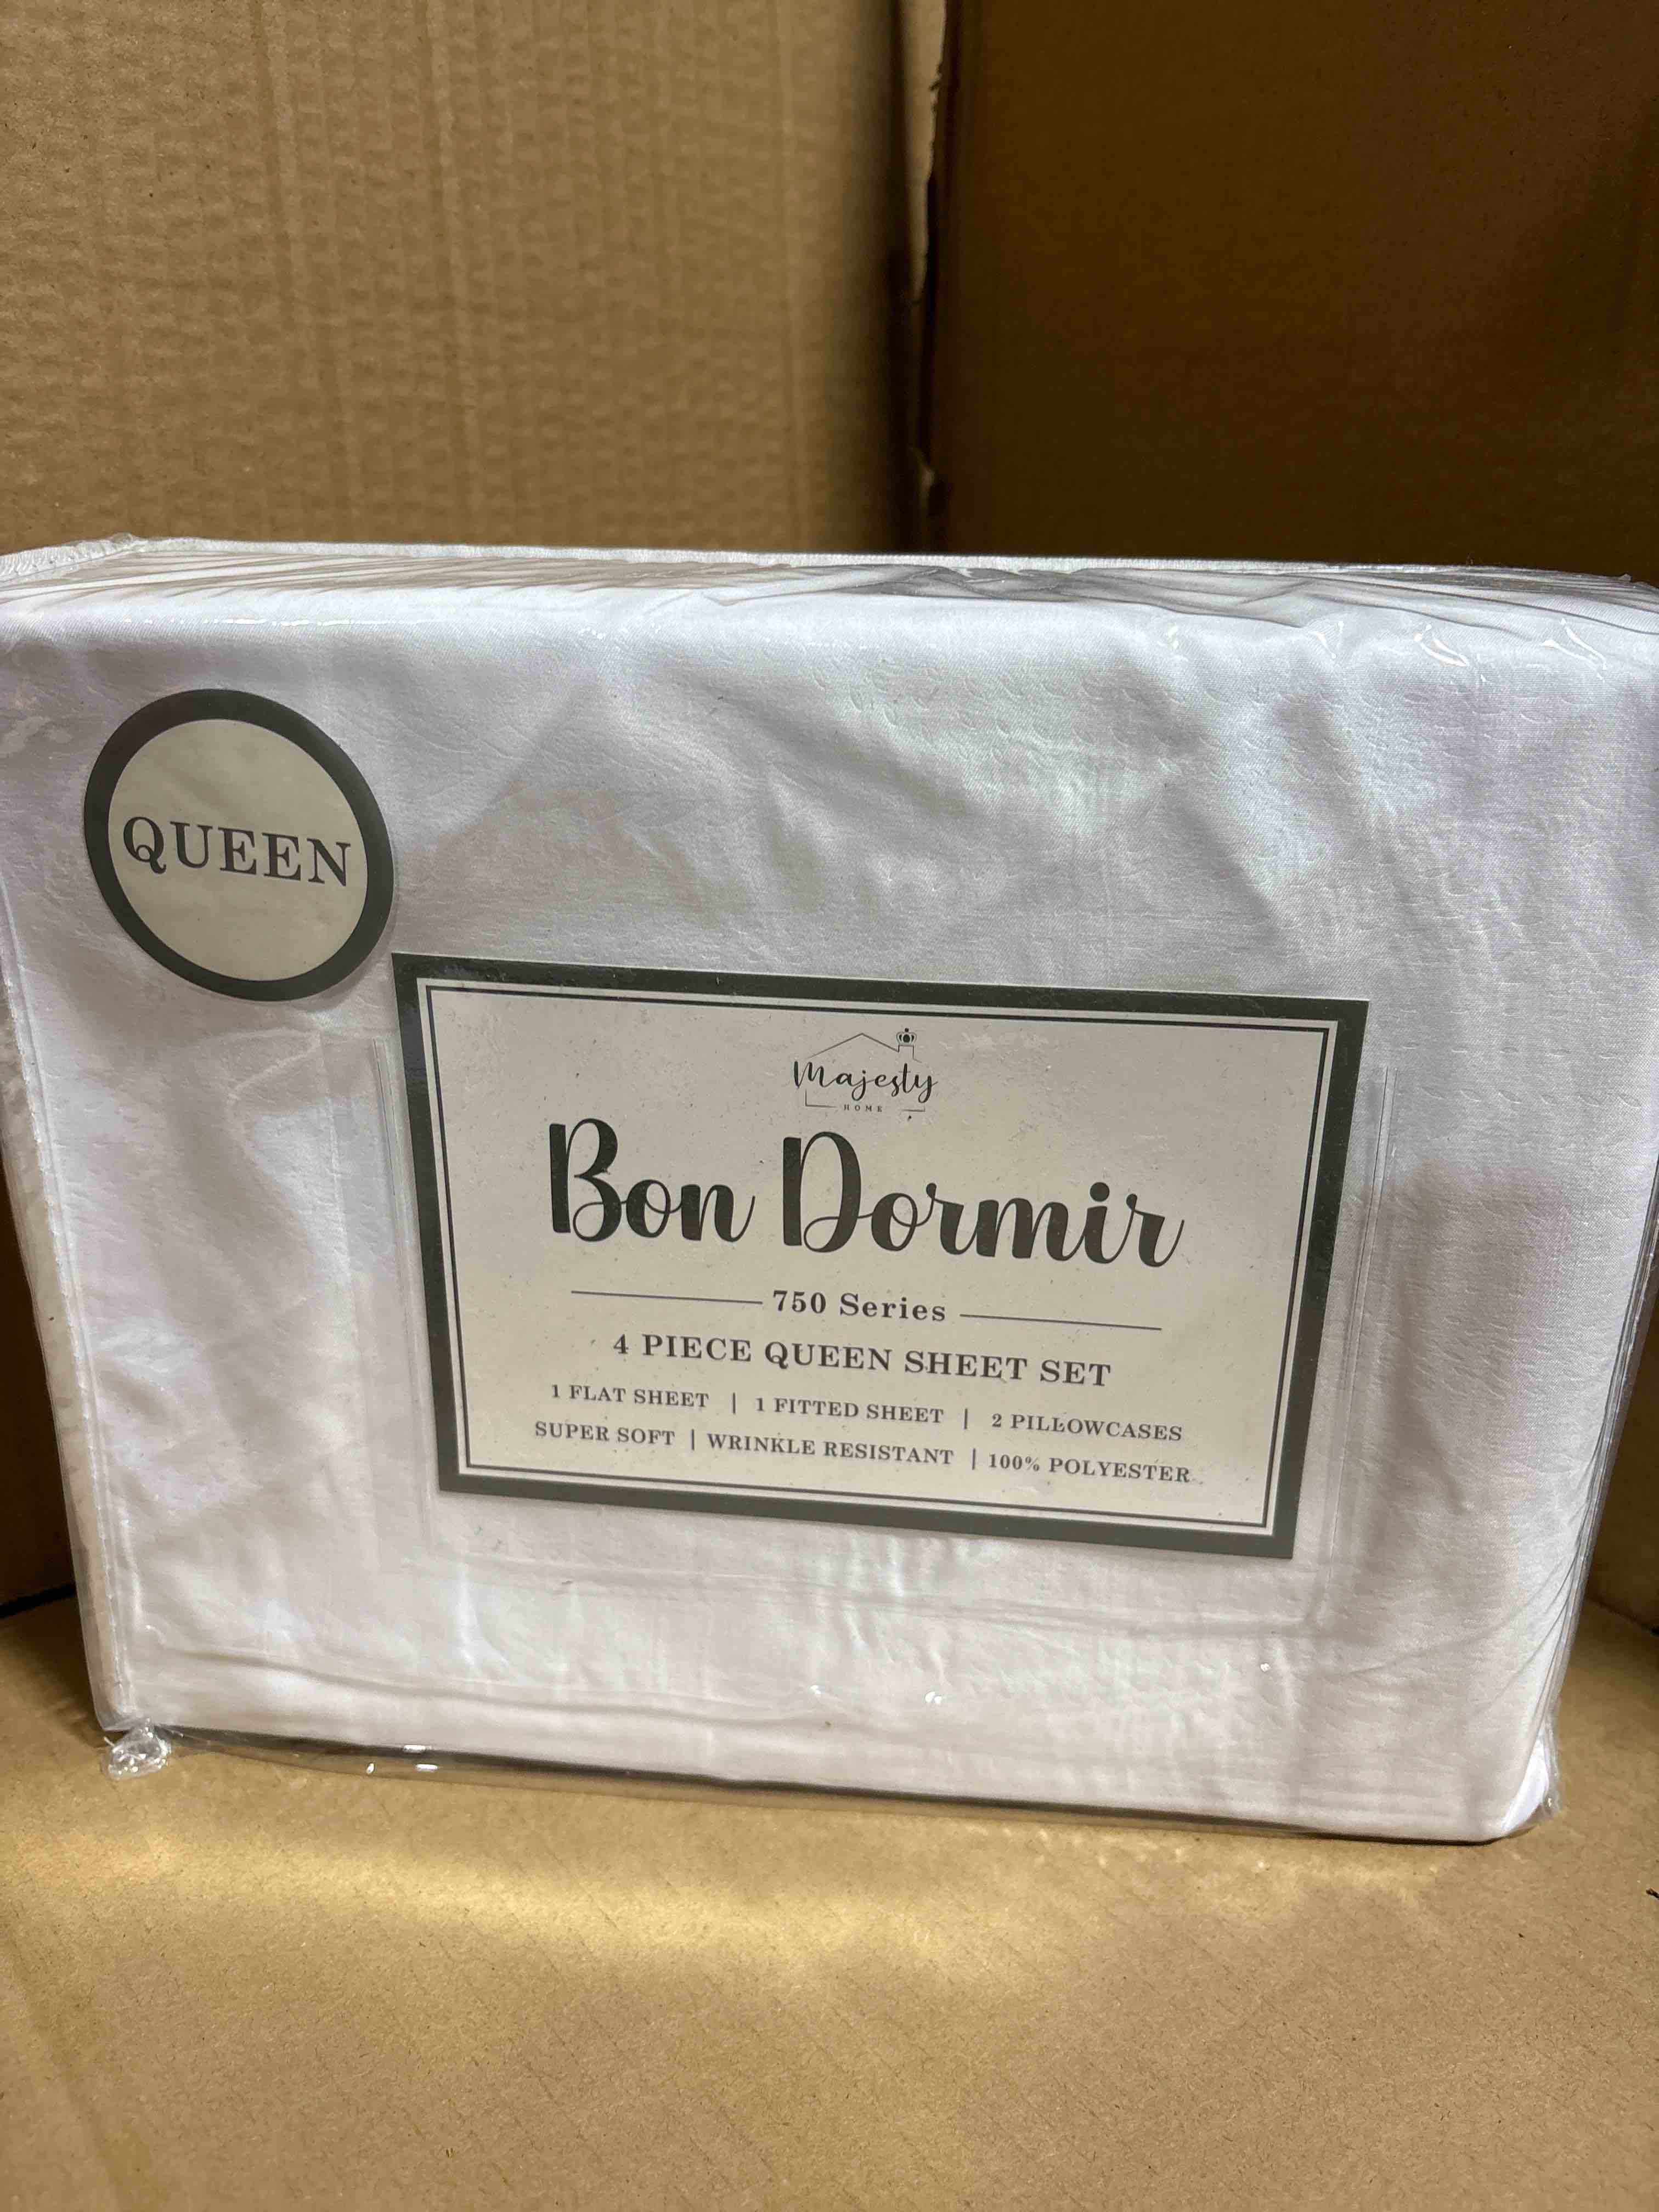 QUEEN
Majesty
HOME
Bon Dormir
750 Series
4 PIECE QUEEN SHEET SET
1 FLAT SHEET | 1 FITTED SHEET | 2 PILLOWCASES
SUPER SOFT | WRINKLE RESISTANT | 100% POLYESTER